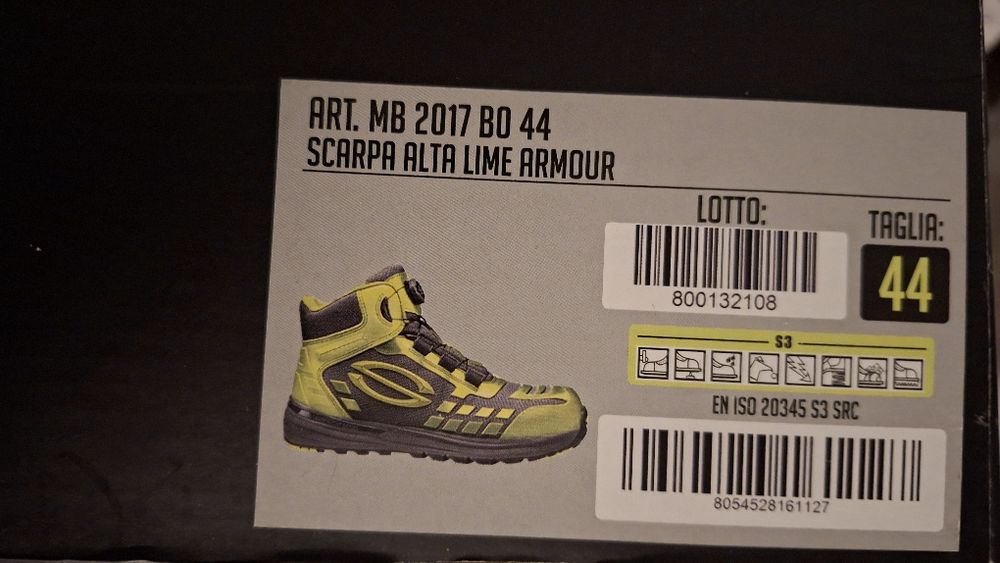 ART. MB 2017 BO 44
SCARPA ALTA LIME ARMOUR
LOTTO:
800132108
TAGLIA:
44
S3
EN ISO 20345 S3 SRC
8054528161127